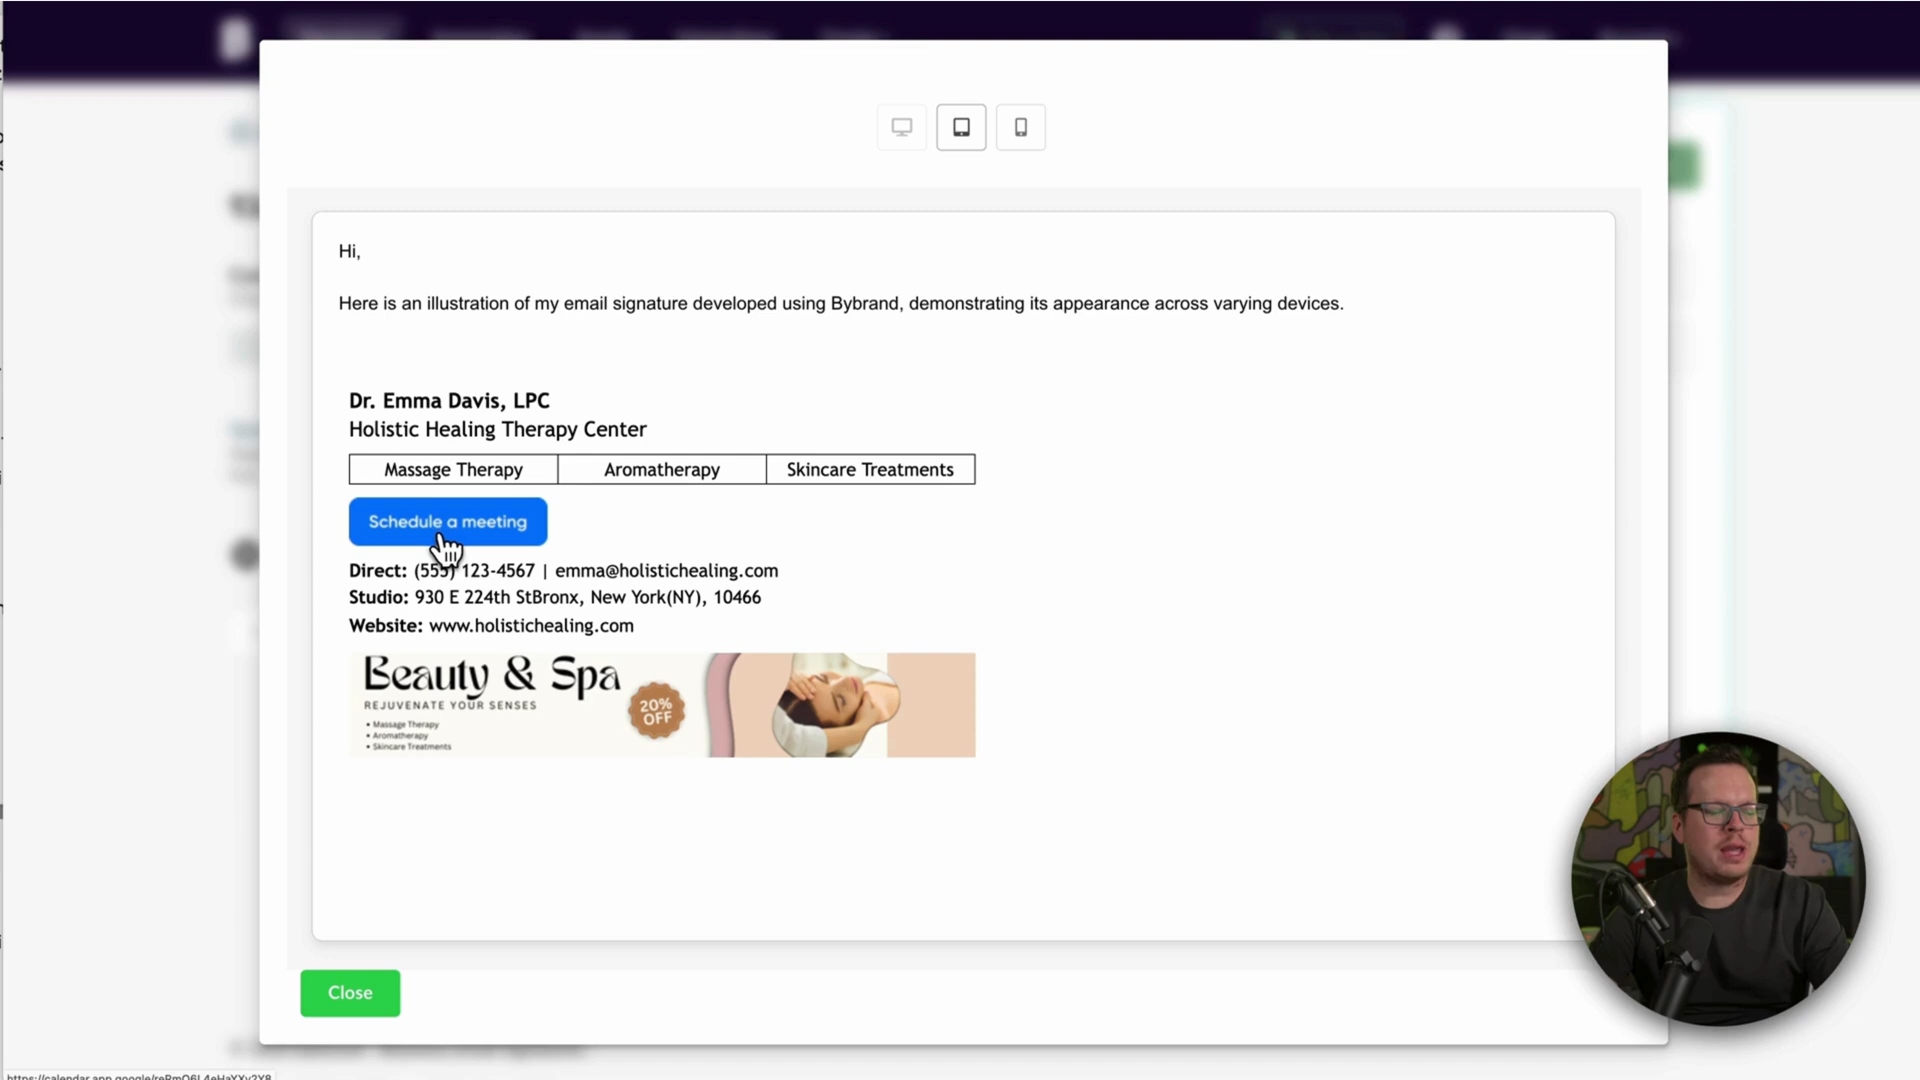 Hi,
Here is an illustration of my email signature developed using Bybrand, demonstrating its appearance across varying devices.
Dr. Emma Davis, LPC
Holistic Healing Therapy Center
Massage Therapy Aromatherapy Skincare Treatments
Schedule a meeting
Direct: (555) 123-4567 | emma@holistichealing.com
Studio: 930 E 224th StBronx, New York(NY), 10466
Website: www.holistichealing.com
Beauty & Spa
REJUVENATE YOUR SENSES
20%
OFF
• Massage Therapy
• Aromatherapy
• Skincare Treatments
Close